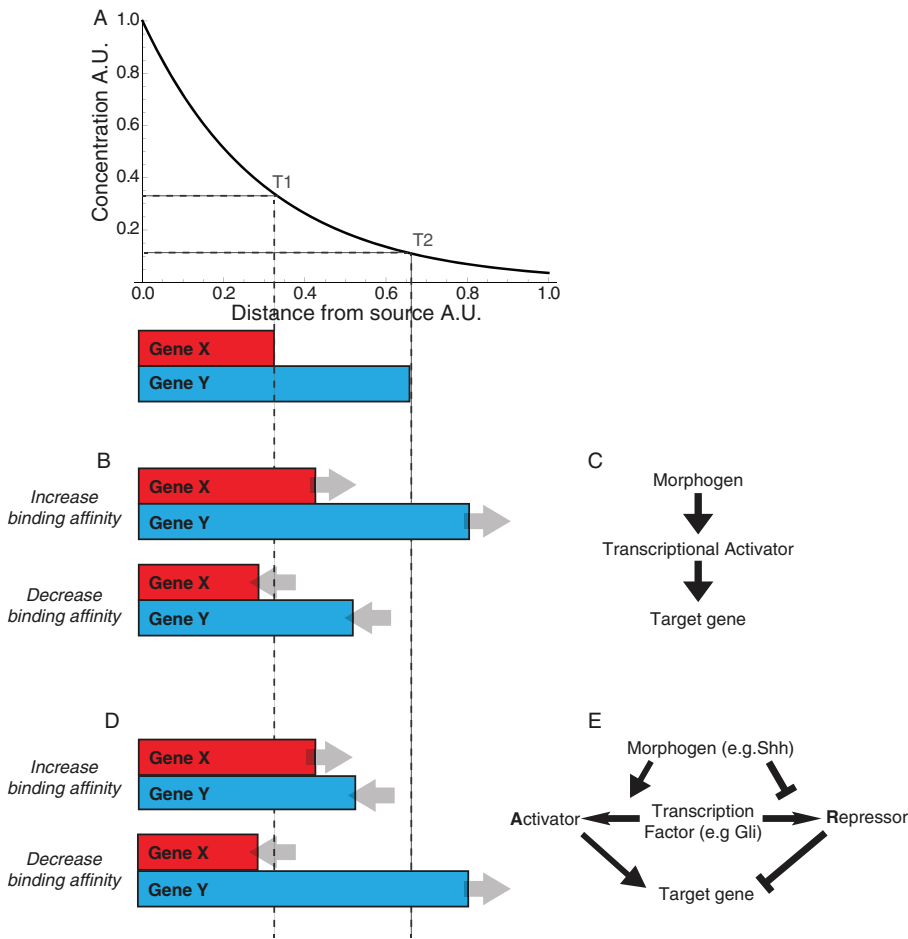 A
1.0
0.8
0.6
0.4
0.2
Concentration A.U.
T1
T2
0.0
0.2
0.4
0.6
0.8
1.0
Distance from source A.U.
Gene X
Gene Y
B
Increase
binding affinity
Gene X
Gene Y
Decrease
binding affinity
Gene X
Gene Y
C
Morphogen
Transcriptional Activator
Target gene
D
Increase
binding affinity
Gene X
Gene Y
Decrease
binding affinity
Gene X
Gene Y
E
Morphogen (e.g.Shh)
Activator
Transcription
Factor (e.g Gli)
Repressor
Target gene